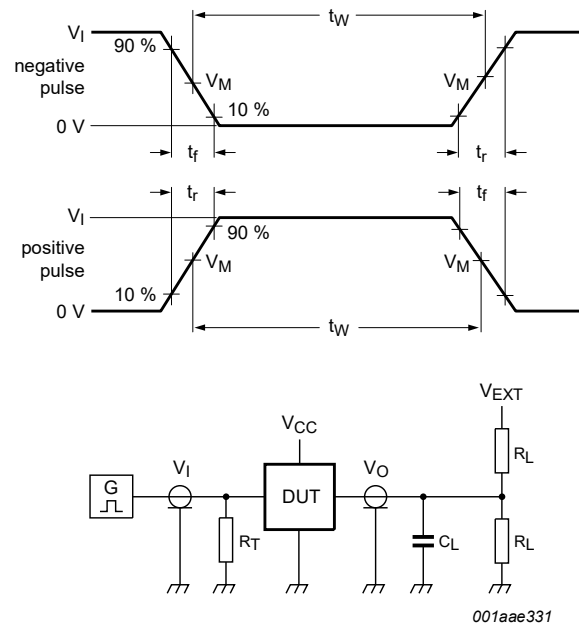 V_I
t_W
90 %
negative
pulse
V_M
V_M
10 %
0 V
t_f
t_r
t_r
t_f
V_I
90 %
positive
pulse
V_M
V_M
10 %
0 V
t_W
V_EXT
V_CC
R_L
V_I
V_O
G
DUT
R_T
C_L
R_L
001aae331